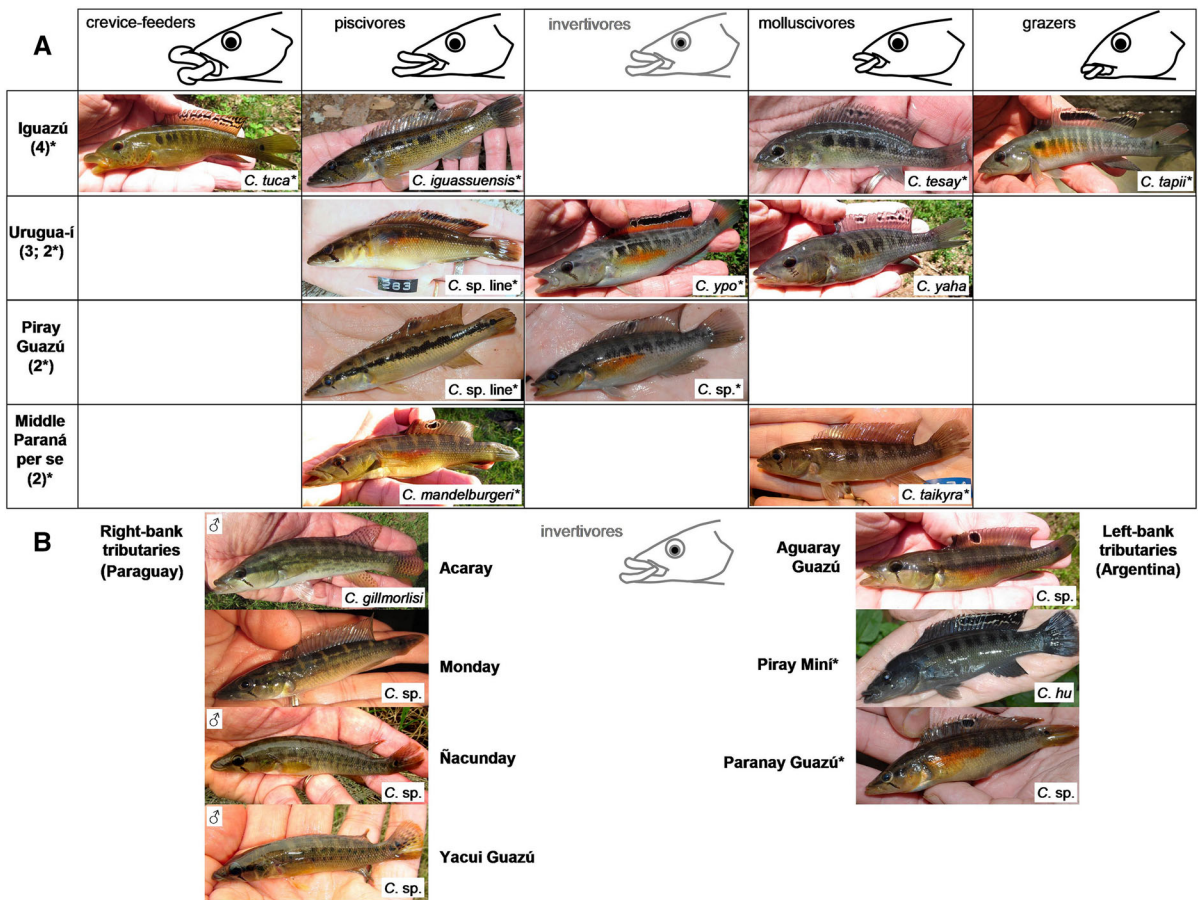 A
crevice-feeders
piscivores
invertivores
molluscivores
grazers
Iguazú
(4)*
C. tuca*
C. iguassuensis*
C. tesay*
C. tapii*
Urugua-í
(3; 2*)
283
C. sp. line*
C. ypo*
C. yaha
Piray
Guazú
(2*)
C. sp. line*
C. sp.*
Middle
Paraná
per se
(2)*
C. mandelburgeri*
C. taikyra*
B
Right-bank
tributaries
(Paraguay)
♂
C. gillmorlisi
Acaray
invertivores
Aguaray
Guazú
C. sp.
Left-bank
tributaries
(Argentina)
C. sp.
Monday
Piray Miní*
C. hu
♂
C. sp.
Ñacunday
Paranay Guazú*
C. sp.
♂
C. sp.
Yacui Guazú